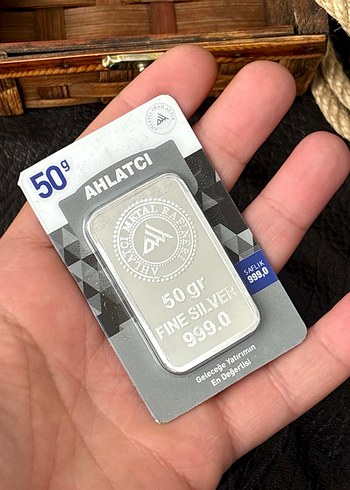 50g
AHLATCI
AHLATCI METAL RAFİNERİ
50 gr
FINE SILVER
999.0
SAFLIK
999,0
Geleceğe Yatırımın
En Değerlisi